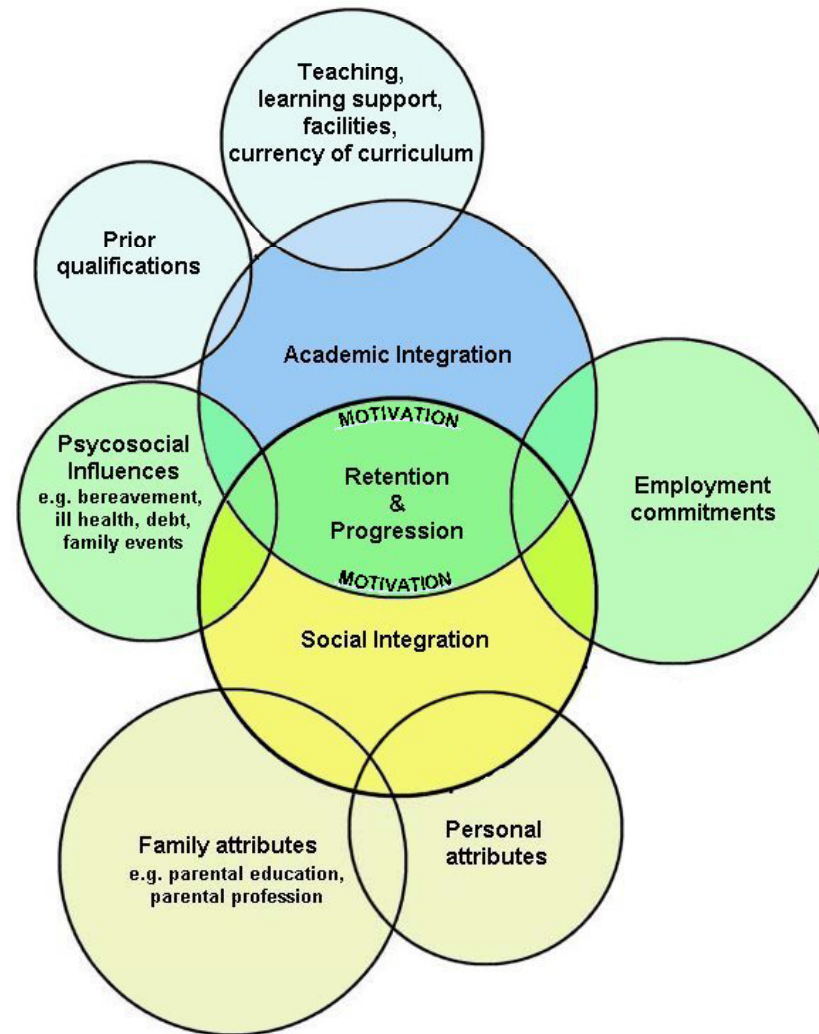 Teaching,
learning support,
facilities,
currency of curriculum
Prior
qualifications
Academic Integration
MOTIVATION
Psycosocial
Influences
e.g. bereavement,
ill health, debt,
family events
Retention
&
Progression
Employment
commitments
MOTIVATION
Social Integration
Family attributes
e.g. parental education,
parental profession
Personal
attributes